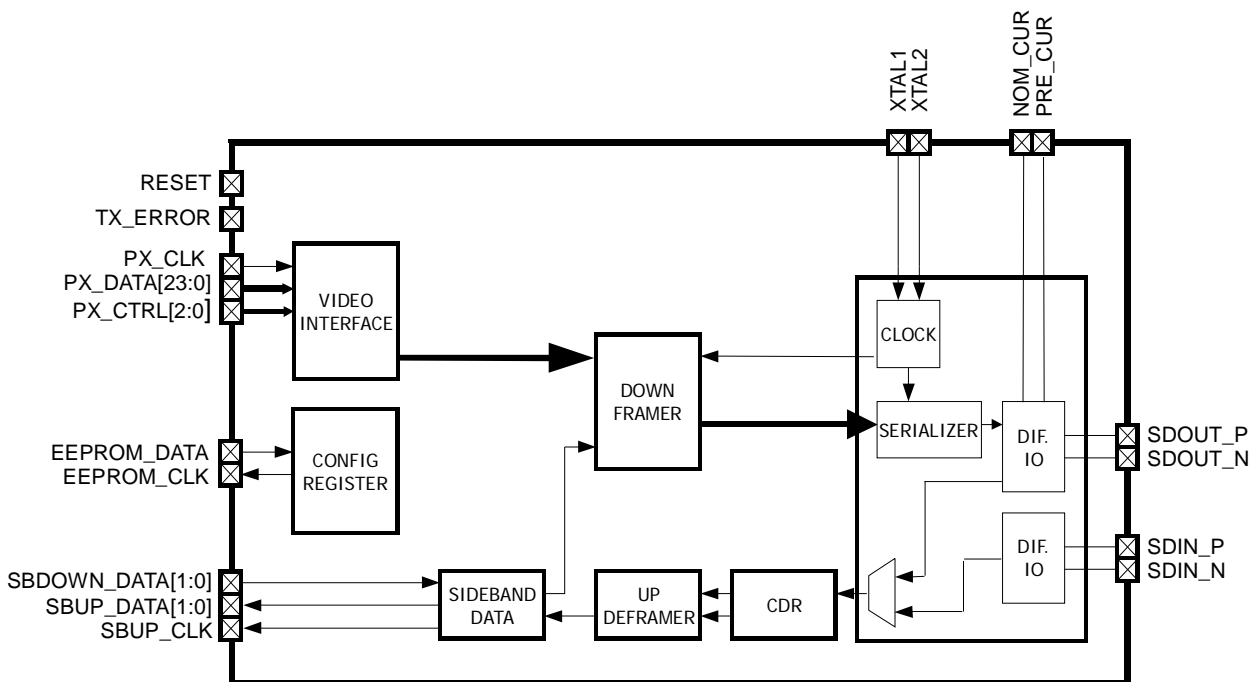 XTAL1
XTAL2
NOM_CUR
PRE_CUR
RESET
TX_ERROR
PX_CLK
PX_DATA[23:0]
PX_CTRL[2:0]
VIDEO
INTERFACE
CLOCK
DOWN
FRAMER
SERIALIZER
DIF.
IO
SDOUT_P
SDOUT_N
EEPROM_DATA
EEPROM_CLK
CONFIG
REGISTER
DIF.
IO
SDIN_P
SDIN_N
SBDOWN_DATA[1:0]
SBUP_DATA[1:0]
SBUP_CLK
SIDEBAND
DATA
UP
DEFRAMER
CDR